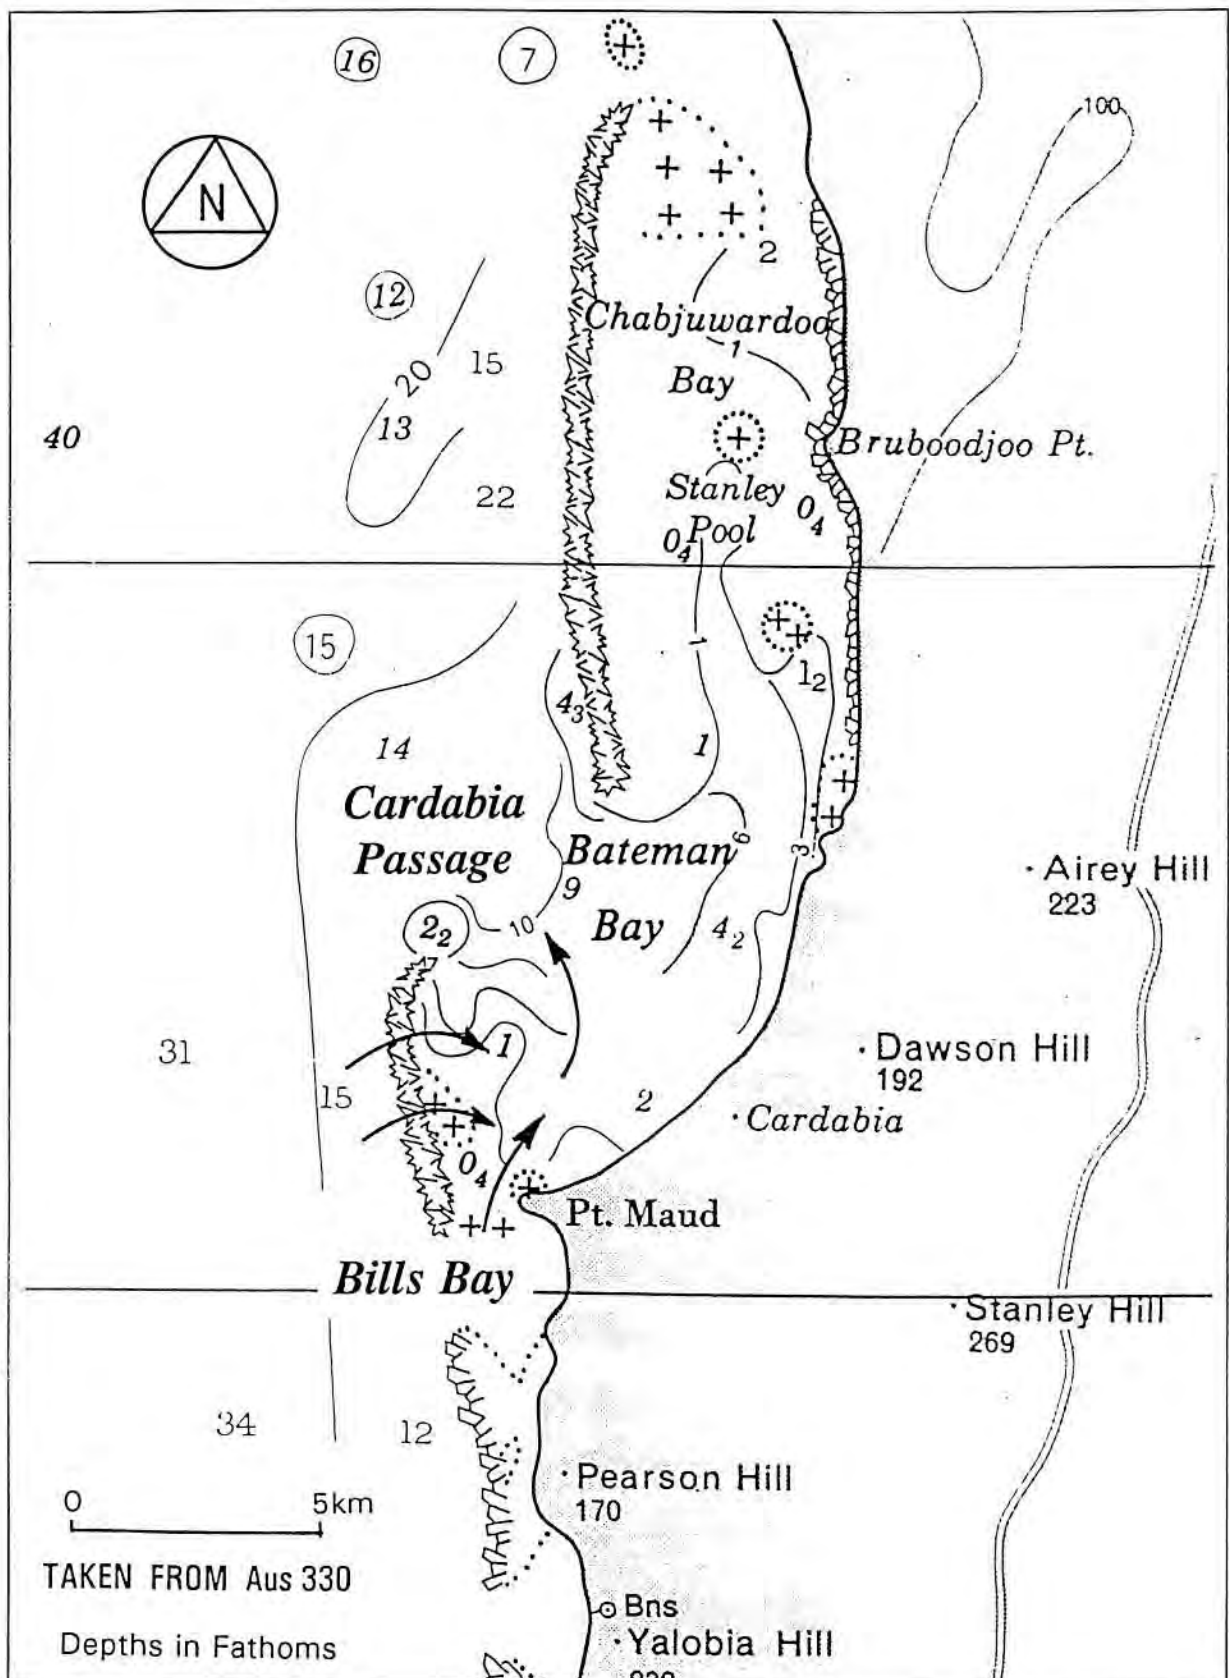 16
7
100
N
2
12
Chabjuwardoo
1
20
15
Bay
13
40
Bruboodjoo Pt.
22
Stanley
0₄
Pool
0₄
15
1
1₂
4₃
14
1
Cardabia
Passage
Bateman
3
Airey Hill
223
9
2₂
10
Bay
4₂
31
1
Dawson Hill
192
15
2
Cardabia
0₄
Pt. Maud
Bills Bay
Stanley Hill
269
34
12
Pearson Hill
170
0
5km
TAKEN FROM Aus 330
Bns
Depths in Fathoms
Yalobia Hill